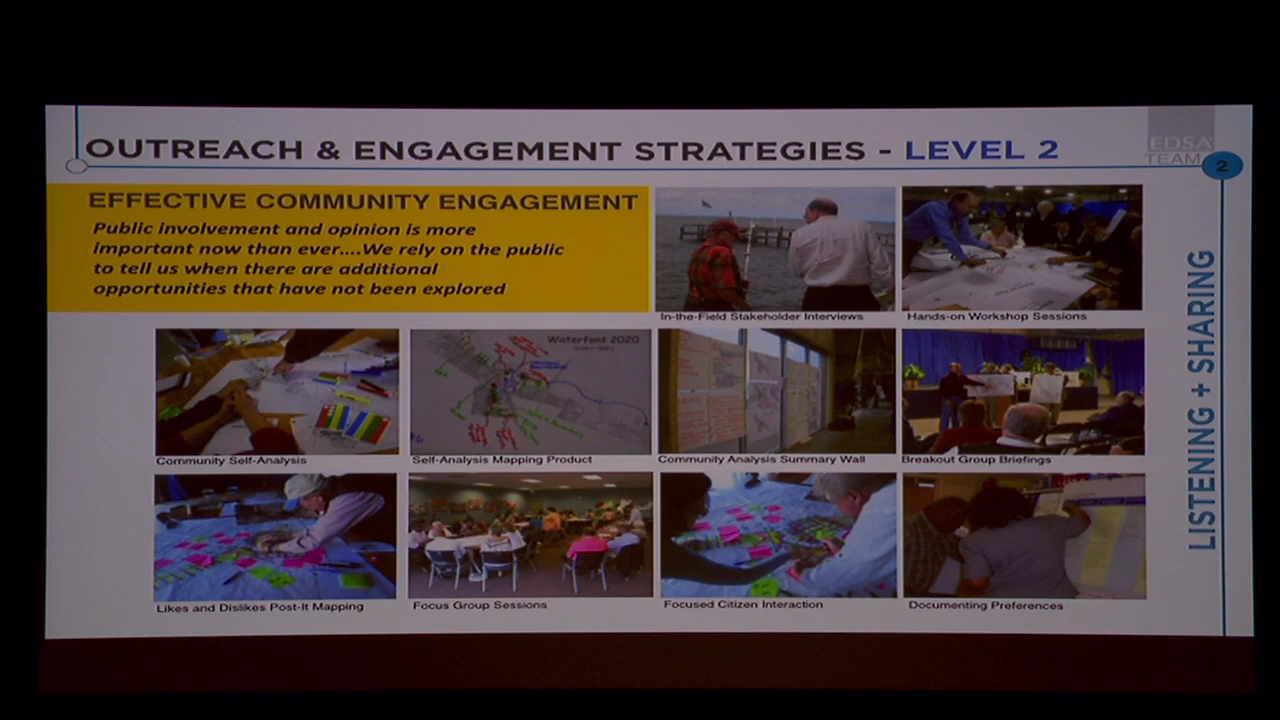 OUTREACH & ENGAGEMENT STRATEGIES - LEVEL 2
EDSA
TEAM
2
EFFECTIVE COMMUNITY ENGAGEMENT
Public involvement and opinion is more
important now than ever....We rely on the public
to tell us when there are additional
opportunities that have not been explored
In-the-Field Stakeholder Interviews
Hands-on Workshop Sessions
Waterfont 2020
Community Self-Analysis
Self-Analysis Mapping Product
Community Analysis Summary Wall
Breakout Group Briefings
Likes and Dislikes Post-It Mapping
Focus Group Sessions
Focused Citizen Interaction
Documenting Preferences
LISTENING + SHARING